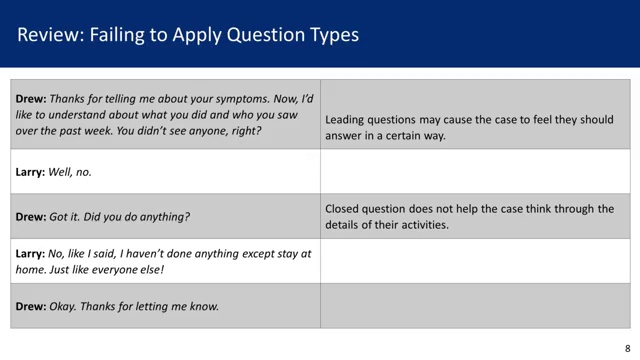 Review: Failing to Apply Question Types
Drew: Thanks for telling me about your symptoms. Now, I'd
like to understand about what you did and who you saw
over the past week. You didn't see anyone, right?
Leading questions may cause the case to feel they should
answer in a certain way.
Larry: Well, no.
Drew: Got it. Did you do anything?
Closed question does not help the case think through the
details of their activities.
Larry: No, like I said, I haven't done anything except stay at
home. Just like everyone else!
Drew: Okay. Thanks for letting me know.
8